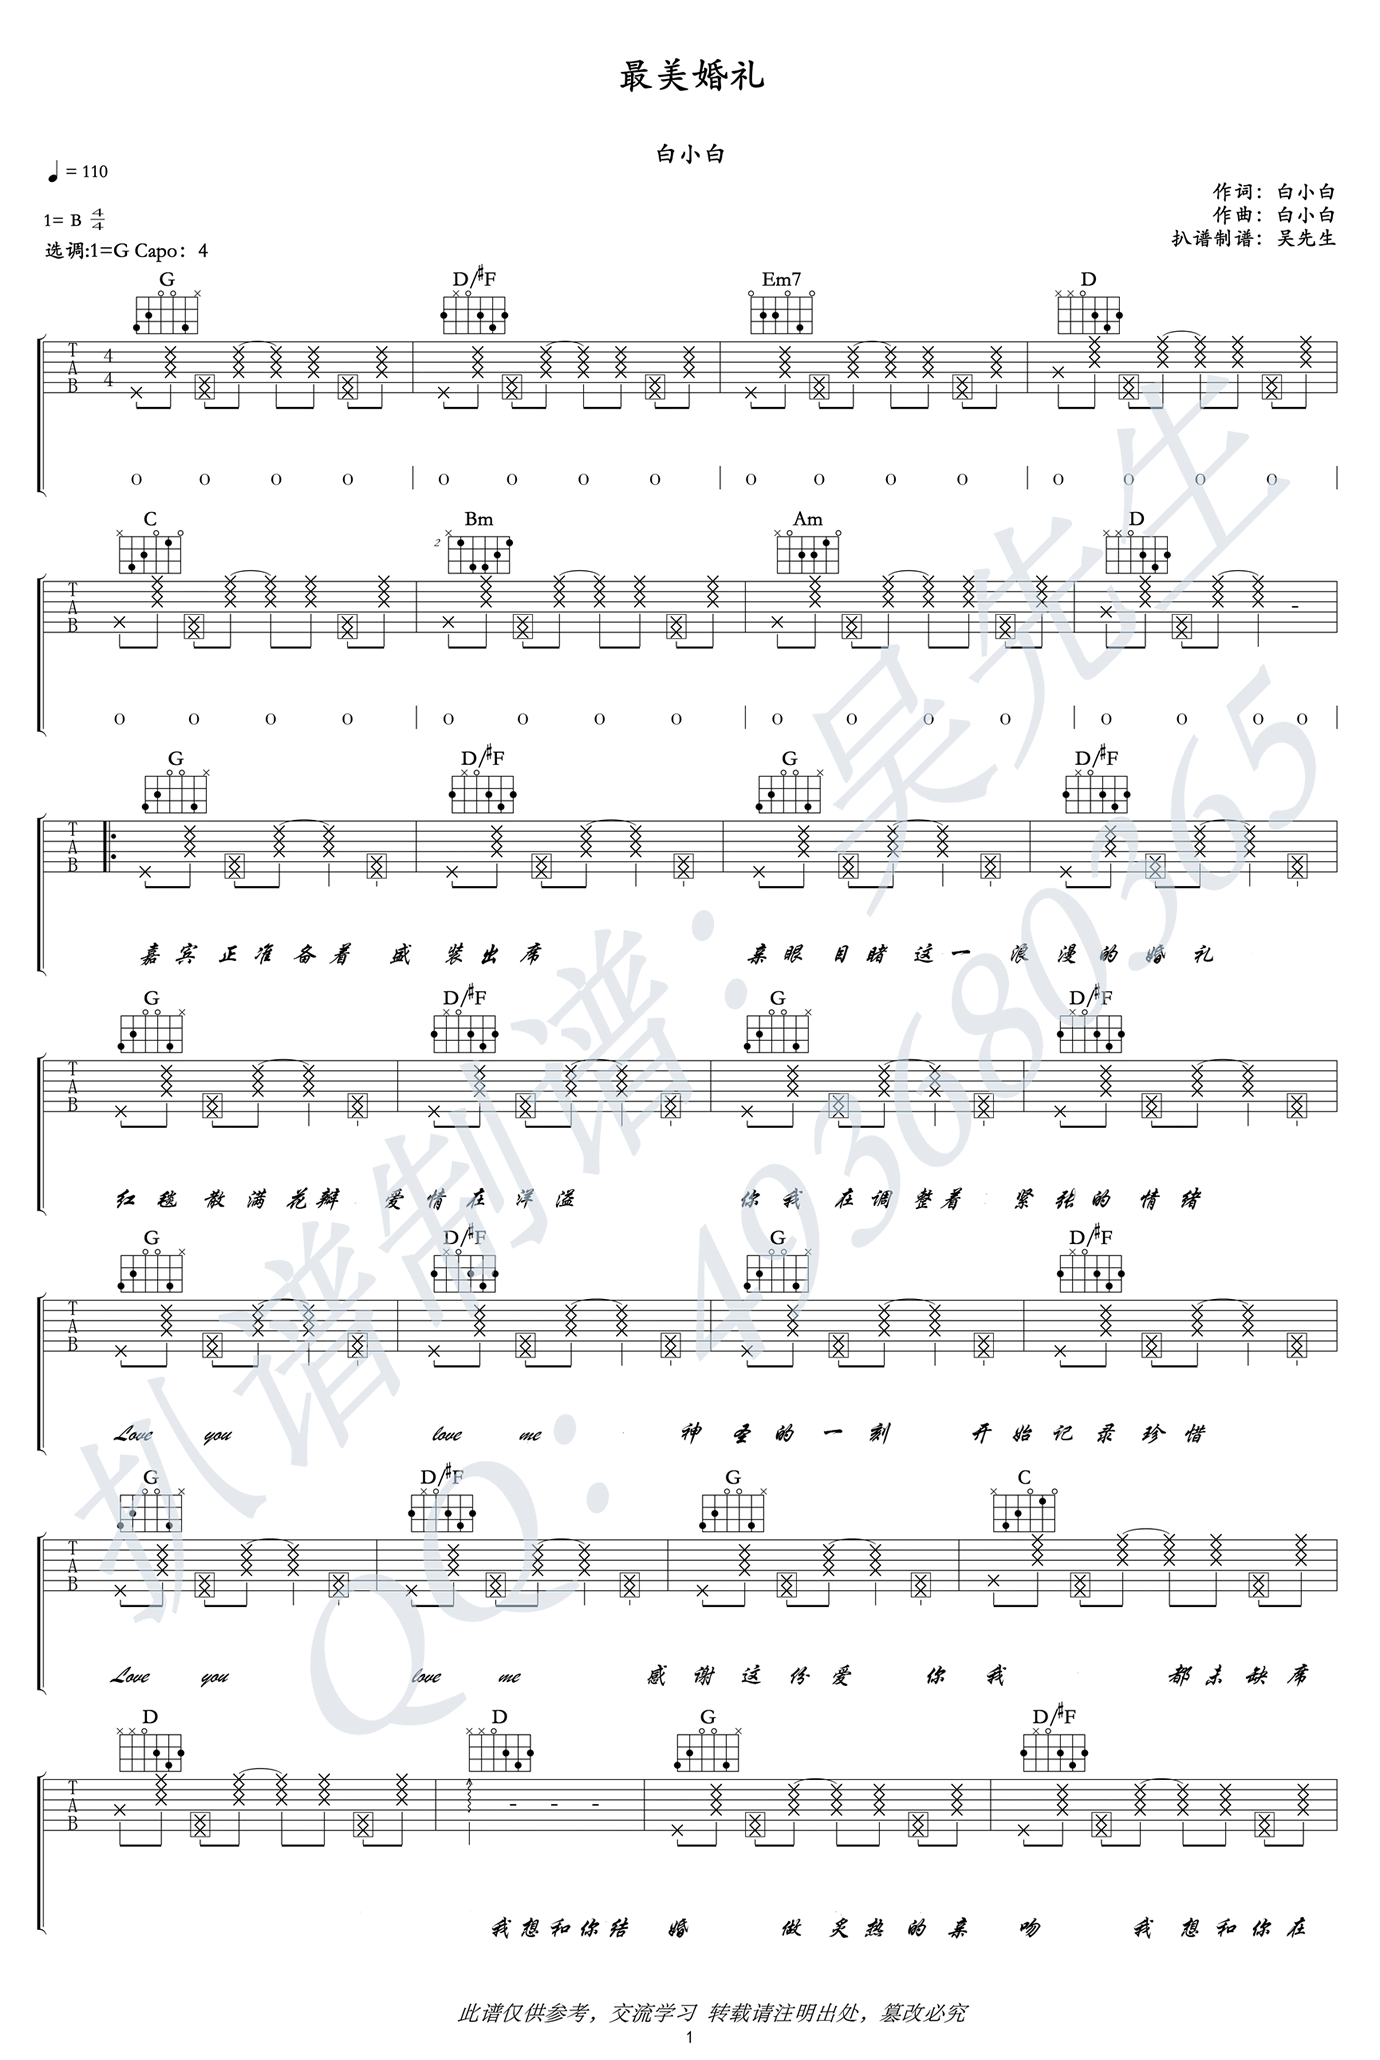 最美婚礼
白小白
♩= 110
作词：白小白
1= B 4/4
作曲：白小白
选调:1=G Capo：4
扒谱制谱：吴先生
G D/#F Em7 D
T A B 4 4
O O O O O O O O O O O O O O O O
C Bm Am D
2
T A B
O O O O O O O O O O O O O O O O
G D/#F G D/#F
T A B
嘉宾正准备着 盛装出席 亲眼目睹这一浪漫的婚礼
G D/#F G D/#F
T A B
红毯散满花瓣 爱情在洋溢 你我在调整着 紧张的情绪
G D/#F G D/#F
T A B
Love you love me 神圣的一刻 开始记录珍惜
G D/#F G C
T A B
Love you love me 感谢这份爱 你我 都未缺席
D D G D/#F
T A B
我想和你结婚 做炙热的亲吻 我想和你在
此谱仅供参考，交流学习 转载请注明出处，篡改必究
1
扒谱制谱：吴先生
QQ：493680365